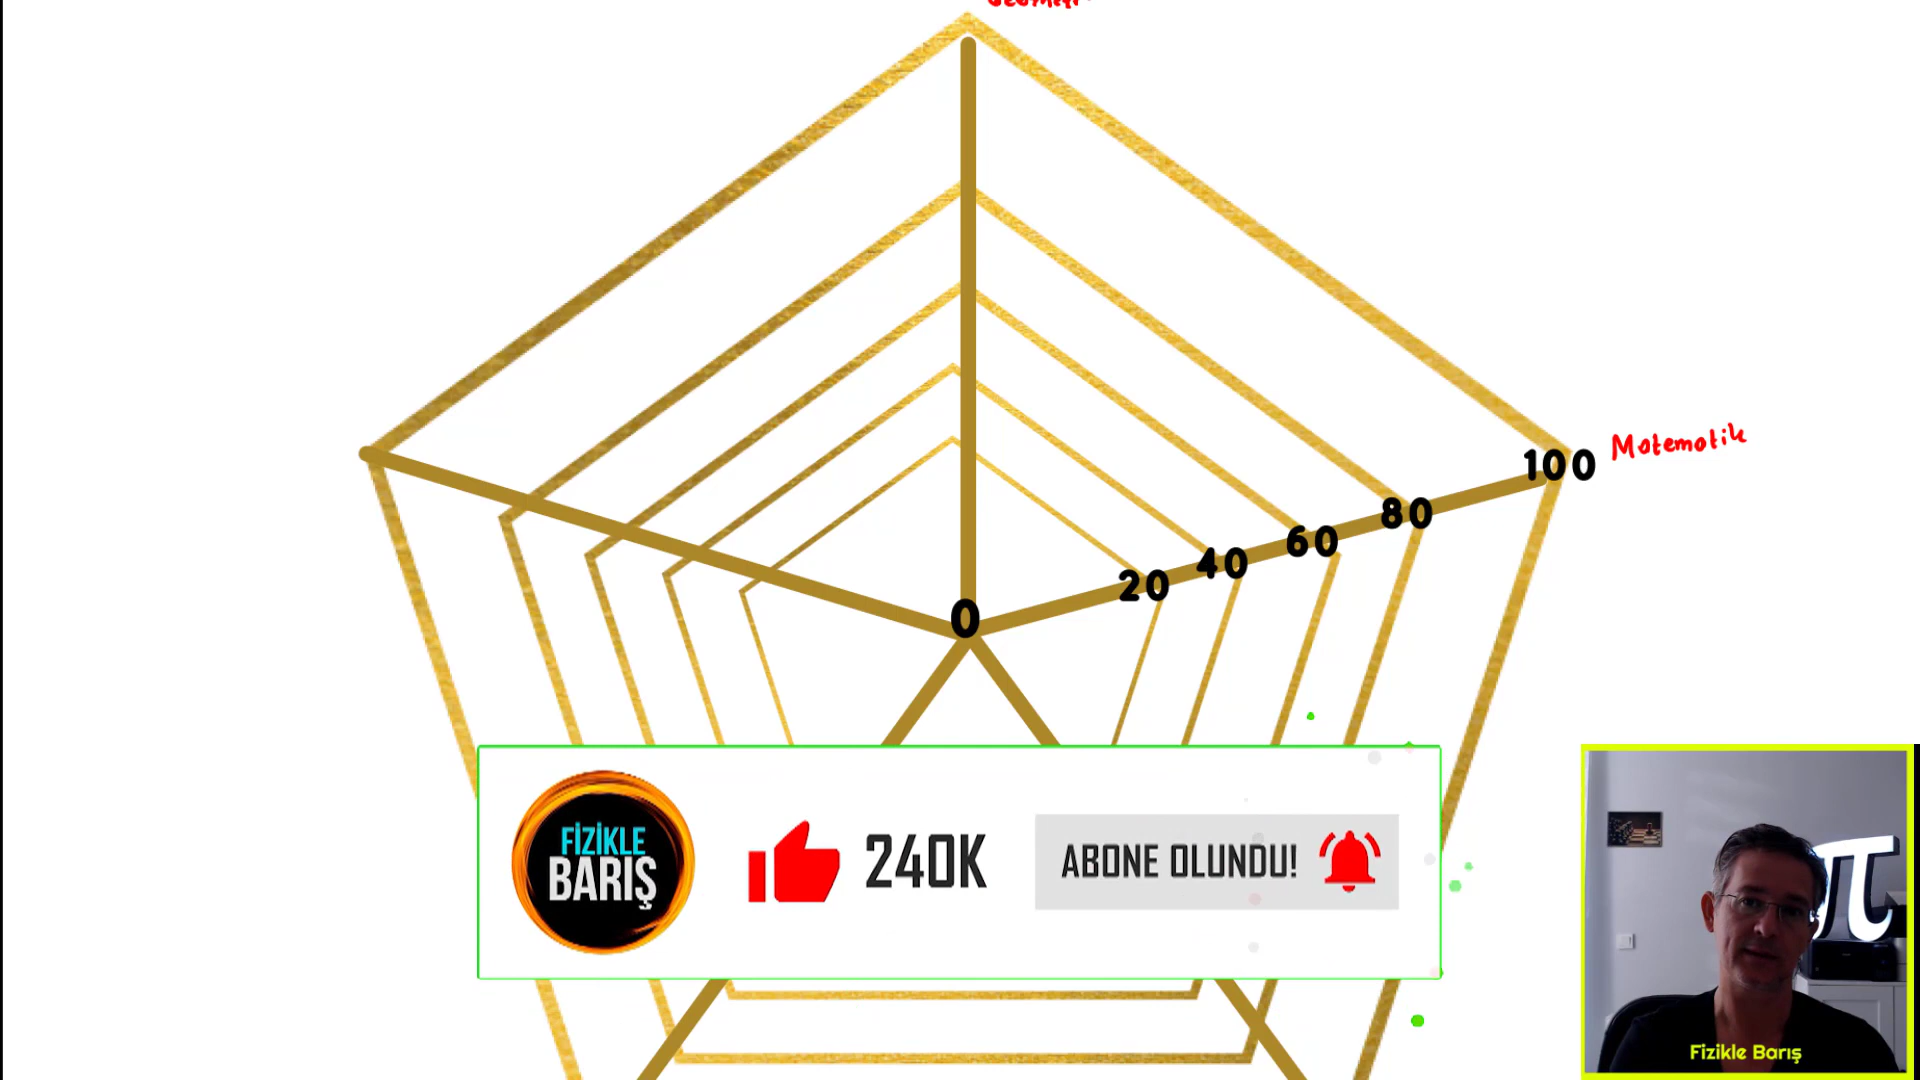 Matematik
100
80
60
40
20
0
FİZİKLE
BARIŞ
240K
ABONE OLUNDU!
Fizikle Barış